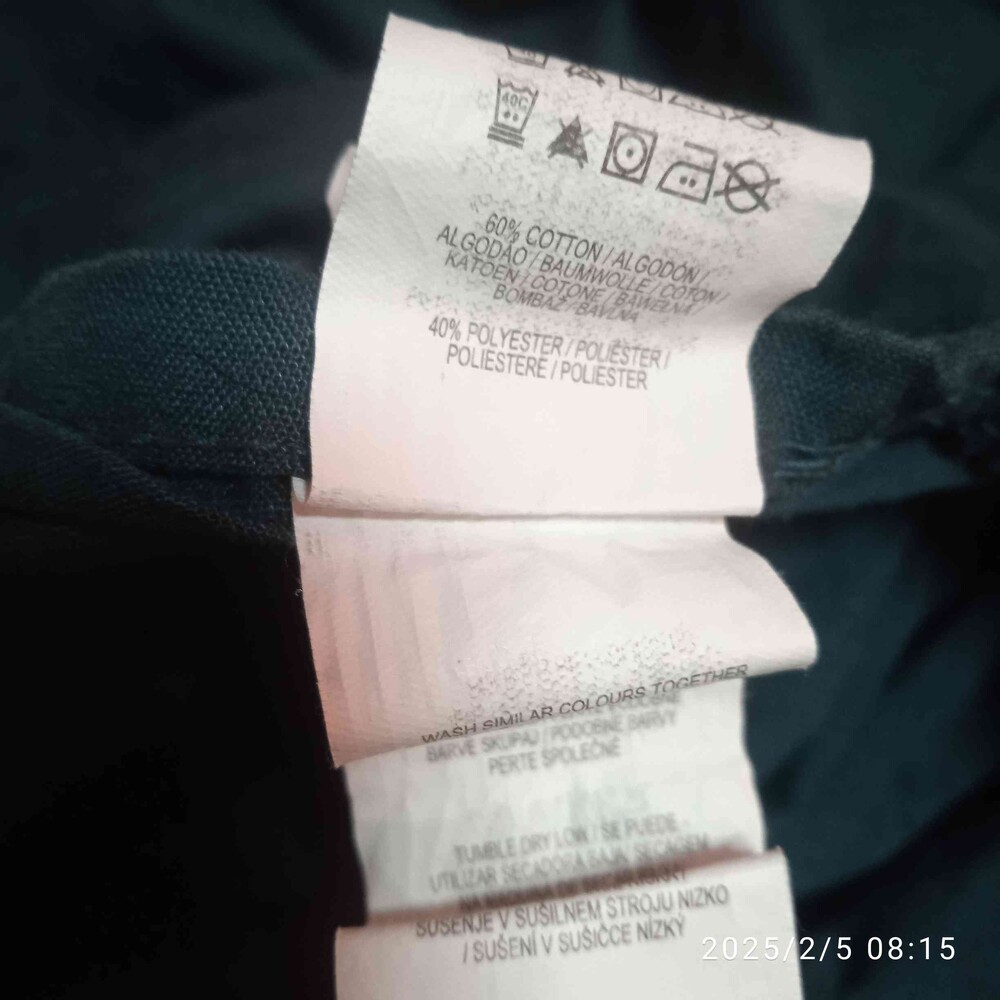 40C
60% COTTON / ALGODÓN /
ALGODÃO / BAUMWOLLE / COTON /
KATOEN / COTONE / BAWEŁNA /
BOMBAŽ / BAVLNA
40% POLYESTER / POLIÉSTER /
POLIESTERE / POLIESTER
WASH SIMILAR COLOURS TOGETHER
BARVE SKUPAJ / PODOBNÉ BARVY
PERTE SPOLEČNĚ
TUMBLE DRY LOW / SE PUEDE
UTILIZAR SECADORA BAJA, SECAGEM
SUŠENJE V SUŠILNEM STROJU NIZKO
/ SUŠENÍ V SUŠIČCE NÍZKÝ
2025/2/5 08:15